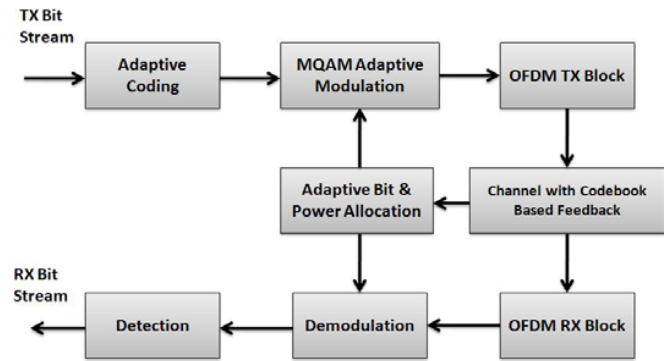 TX Bit
Stream
Adaptive
Coding
MQAM Adaptive
Modulation
OFDM TX Block
Adaptive Bit &
Power Allocation
Channel with Codebook
Based Feedback
RX Bit
Stream
Detection
Demodulation
OFDM RX Block